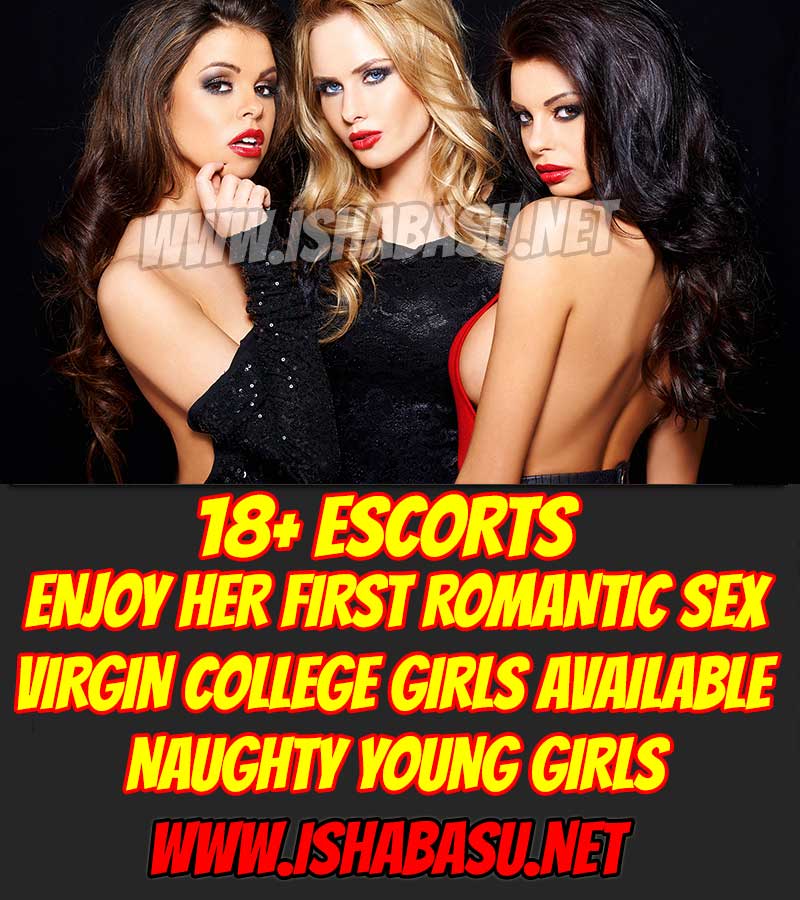 WWW.ISHABASU.NET
18+ ESCORTS
ENJOY HER FIRST ROMANTIC SEX
VIRGIN COLLEGE GIRLS AVAILABLE
NAUGHTY YOUNG GIRLS
WWW.ISHABASU.NET